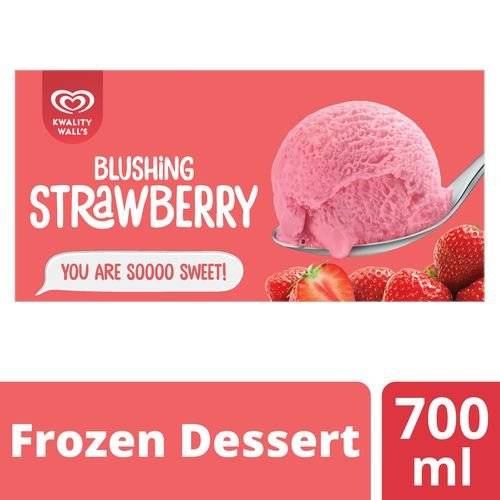 KWALITY
WALL'S
BLUSHING
STRaWBERRY
YOU ARE SOOOO SWEET!
Frozen Dessert
700
ml